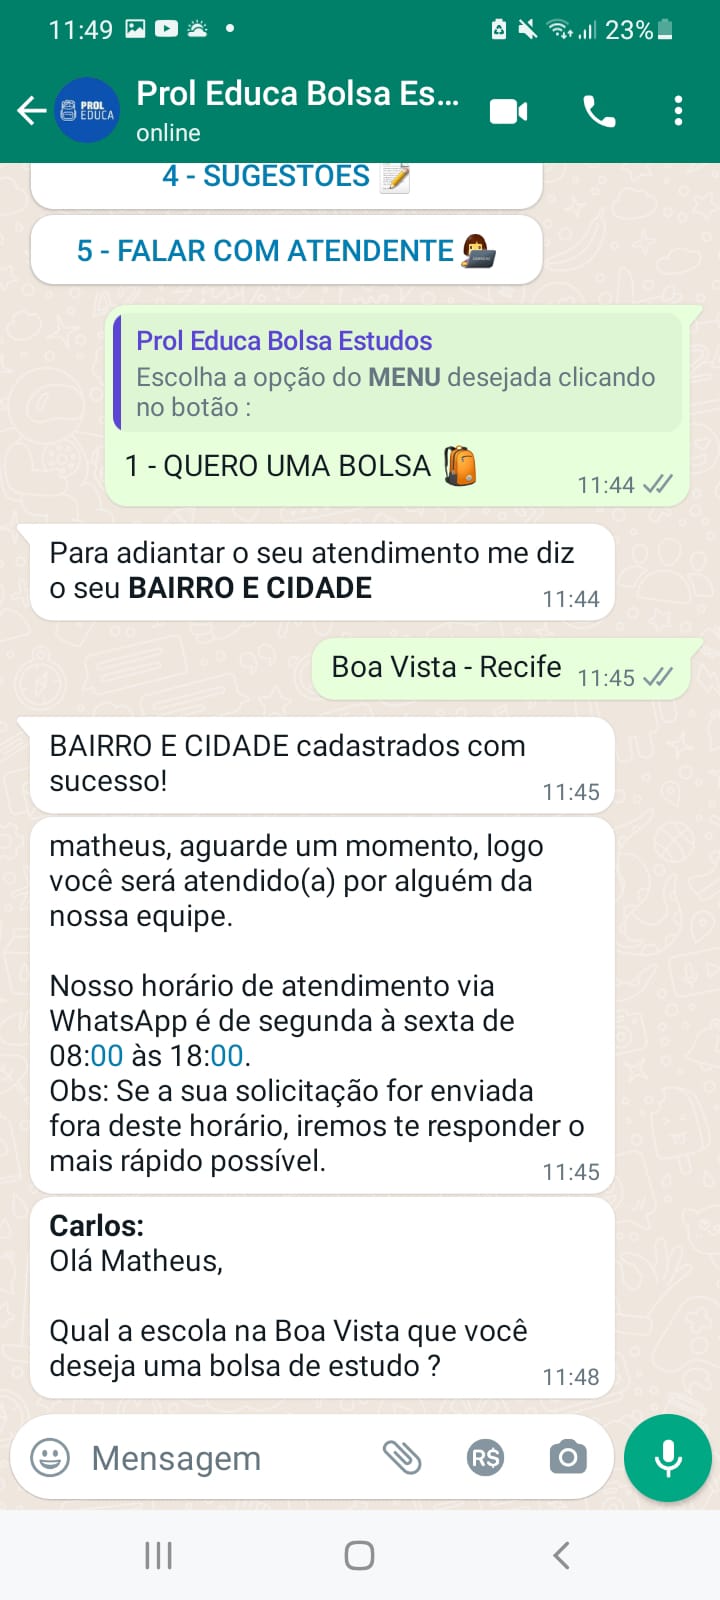 11:49
23%
PROL
EDUCA
Prol Educa Bolsa Es...
online
4 - SUGESTOES
5 - FALAR COM ATENDENTE
Prol Educa Bolsa Estudos
Escolha a opção do MENU desejada clicando
no botão :
1 - QUERO UMA BOLSA
11:44
Para adiantar o seu atendimento me diz
o seu BAIRRO E CIDADE
11:44
Boa Vista - Recife
11:45
BAIRRO E CIDADE cadastrados com
sucesso!
11:45
matheus, aguarde um momento, logo
você será atendido(a) por alguém da
nossa equipe.
Nosso horário de atendimento via
WhatsApp é de segunda à sexta de
08:00 às 18:00.
Obs: Se a sua solicitação for enviada
fora deste horário, iremos te responder o
mais rápido possível.
11:45
Carlos:
Olá Matheus,
Qual a escola na Boa Vista que você
deseja uma bolsa de estudo ?
11:48
Mensagem
R$